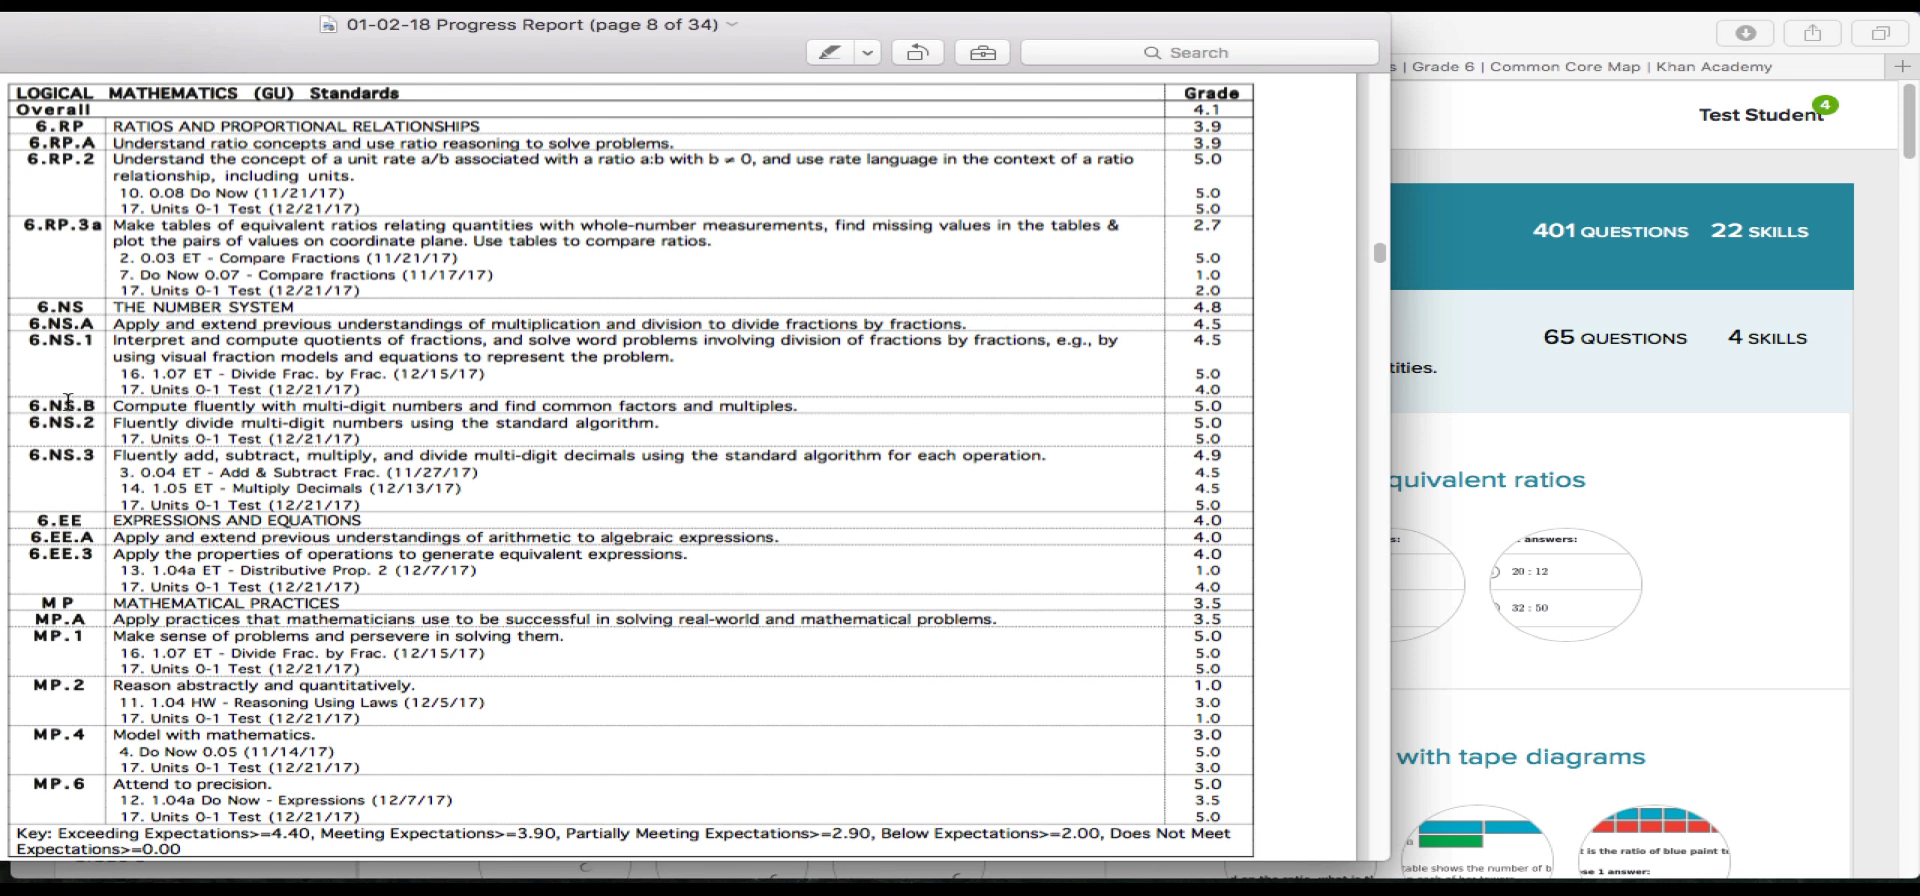 01-02-18 Progress Report (page 8 of 34)
Search
LOGICAL MATHEMATICS (GU) Standards Grade
Overall 4.1
6.RP RATIOS AND PROPORTIONAL RELATIONSHIPS 3.9
6.RP.A Understand ratio concepts and use ratio reasoning to solve problems. 3.9
6.RP.2 Understand the concept of a unit rate a/b associated with a ratio a:b with b ≠ 0, and use rate language in the context of a ratio 5.0
relationship, including units.
10. 0.08 Do Now (11/21/17) 5.0
17. Units 0-1 Test (12/21/17) 5.0
6.RP.3a Make tables of equivalent ratios relating quantities with whole-number measurements, find missing values in the tables & 2.7
plot the pairs of values on coordinate plane. Use tables to compare ratios.
2. 0.03 ET - Compare Fractions (11/21/17) 5.0
7. Do Now 0.07 - Compare fractions (11/17/17) 1.0
17. Units 0-1 Test (12/21/17) 2.0
6.NS THE NUMBER SYSTEM 4.8
6.NS.A Apply and extend previous understandings of multiplication and division to divide fractions by fractions. 4.5
6.NS.1 Interpret and compute quotients of fractions, and solve word problems involving division of fractions by fractions, e.g., by 4.5
using visual fraction models and equations to represent the problem.
16. 1.07 ET - Divide Frac. by Frac. (12/15/17) 5.0
17. Units 0-1 Test (12/21/17) 4.0
6.NS.B Compute fluently with multi-digit numbers and find common factors and multiples. 5.0
6.NS.2 Fluently divide multi-digit numbers using the standard algorithm. 5.0
17. Units 0-1 Test (12/21/17) 5.0
6.NS.3 Fluently add, subtract, multiply, and divide multi-digit decimals using the standard algorithm for each operation. 4.9
3. 0.04 ET - Add & Subtract Frac. (11/27/17) 4.5
14. 1.05 ET - Multiply Decimals (12/13/17) 4.5
17. Units 0-1 Test (12/21/17) 5.0
6.EE EXPRESSIONS AND EQUATIONS 4.0
6.EE.A Apply and extend previous understandings of arithmetic to algebraic expressions. 4.0
6.EE.3 Apply the properties of operations to generate equivalent expressions. 4.0
13. 1.04a ET - Distributive Prop. 2 (12/7/17) 1.0
17. Units 0-1 Test (12/21/17) 4.0
MP MATHEMATICAL PRACTICES 3.5
MP.A Apply practices that mathematicians use to be successful in solving real-world and mathematical problems. 3.5
MP.1 Make sense of problems and persevere in solving them. 5.0
16. 1.07 ET - Divide Frac. by Frac. (12/15/17) 5.0
17. Units 0-1 Test (12/21/17) 5.0
MP.2 Reason abstractly and quantitatively. 1.0
11. 1.04 HW - Reasoning Using Laws (12/5/17) 3.0
17. Units 0-1 Test (12/21/17) 1.0
MP.4 Model with mathematics. 3.0
4. Do Now 0.05 (11/14/17) 5.0
17. Units 0-1 Test (12/21/17) 3.0
MP.6 Attend to precision. 5.0
12. 1.04a Do Now - Expressions (12/7/17) 3.5
17. Units 0-1 Test (12/21/17) 5.0
Key: Exceeding Expectations>=4.40, Meeting Expectations>=3.90, Partially Meeting Expectations>=2.90, Below Expectations>=2.00, Does Not Meet
Expectations>=0.00
s | Grade 6 | Common Core Map | Khan Academy
Test Student 4
401 QUESTIONS 22 SKILLS
65 QUESTIONS 4 SKILLS
tities.
quivalent ratios
answers:
20 : 12
32 : 50
with tape diagrams
table shows the number of b
t is the ratio of blue paint t
se 1 answer: